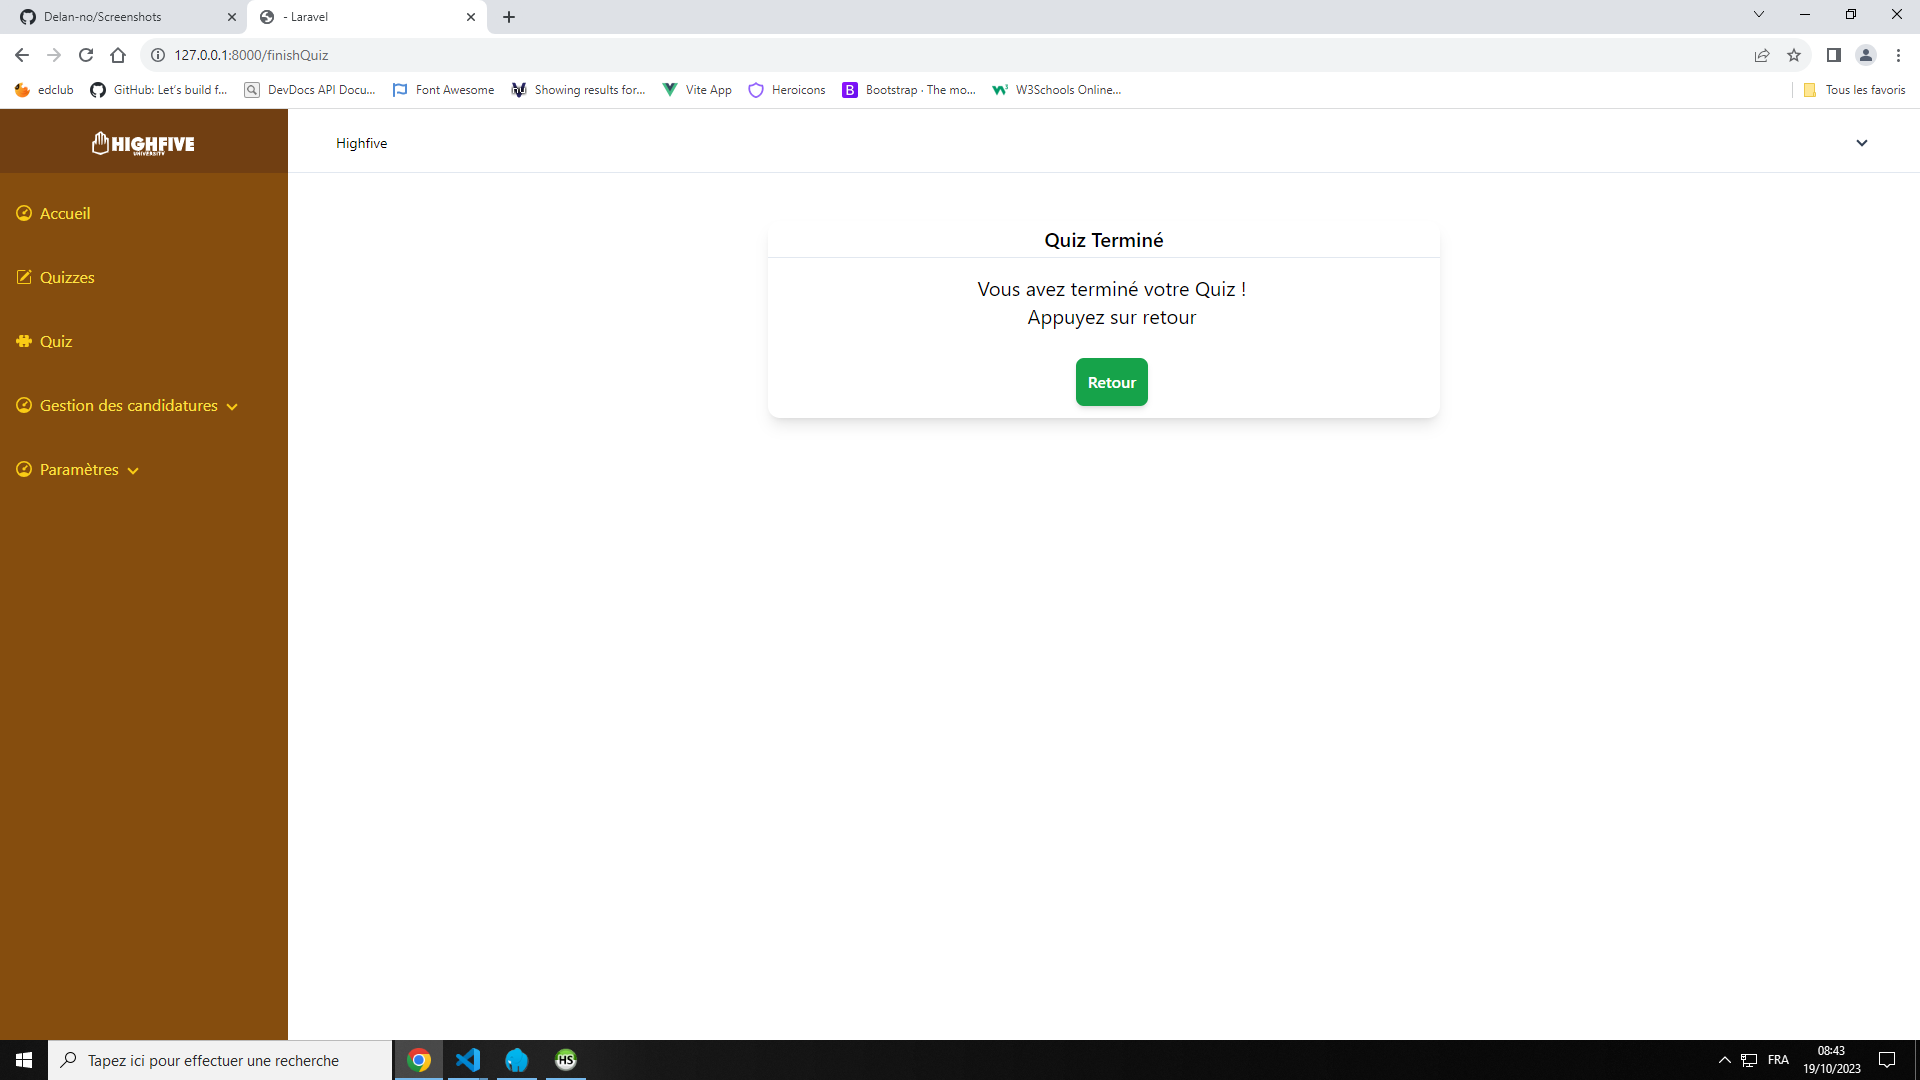 Delan-no/Screenshots
- Laravel
127.0.0.1:8000/finishQuiz
edclub
GitHub: Let's build f...
DevDocs API Docu...
Font Awesome
Showing results for...
Vite App
Heroicons
B
Bootstrap · The mo...
W3Schools Online...
Tous les favoris
HIGHFIVE
UNIVERSITY
Highfive
Accueil
Quizzes
Quiz
Gestion des candidatures
Paramètres
Quiz Terminé
Vous avez terminé votre Quiz !
Appuyez sur retour
Retour
Tapez ici pour effectuer une recherche
HS
FRA
08:43
19/10/2023